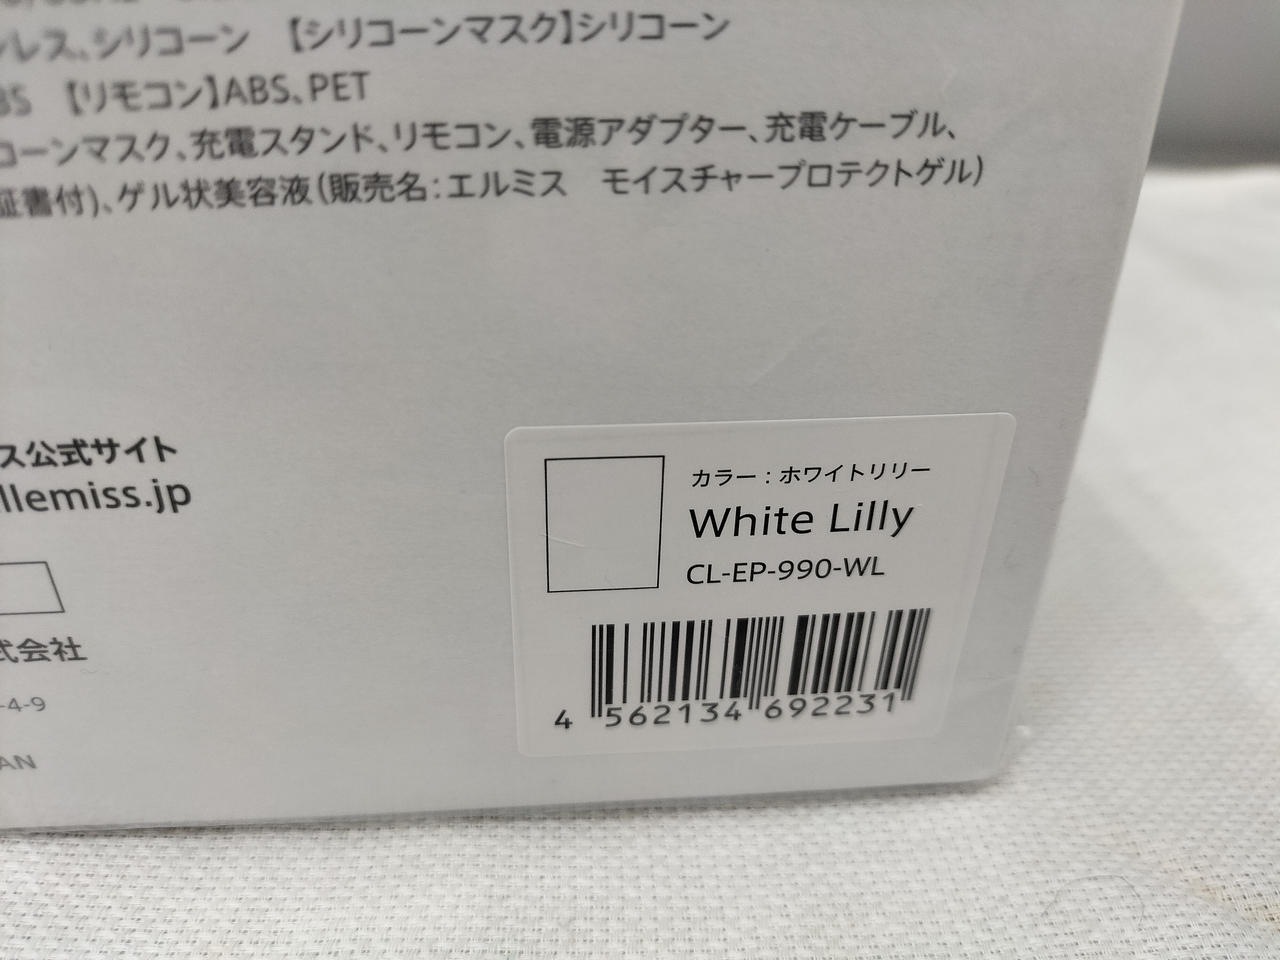 ンレス、シリコーン 【シリコーンマスク】シリコーン
BS 【リモコン】ABS、PET
コーンマスク、充電スタンド、リモコン、電源アダプター、充電ケーブル、
証書付)、ゲル状美容液(販売名:エルミス モイスチャープロテクトゲル)
ス公式サイト
llemiss.jp
式会社
-4-9
AN
カラー:ホワイトリリー
White Lilly
CL-EP-990-WL
4 562134 692231